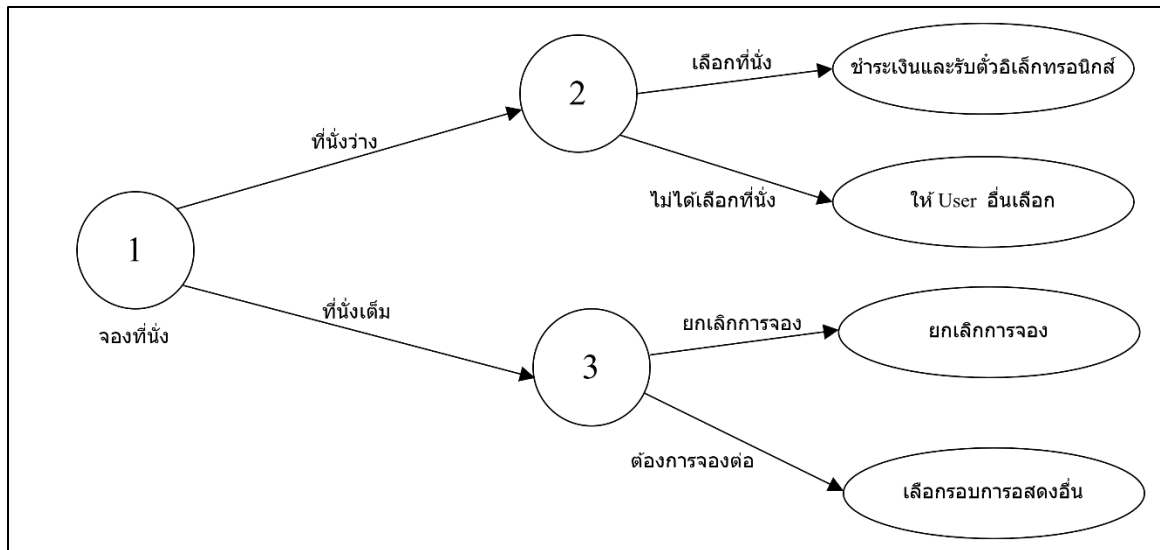 เลือกที่นั่ง
ชำระเงินและรับตั๋วอิเล็กทรอนิกส์
2
ที่นั่งว่าง
ไม่ได้เลือกที่นั่ง
ให้ User อื่นเลือก
1
จองที่นั่ง
ที่นั่งเต็ม
ยกเลิกการจอง
ยกเลิกการจอง
3
ต้องการจองต่อ
เลือกรอบการอสดงอื่น